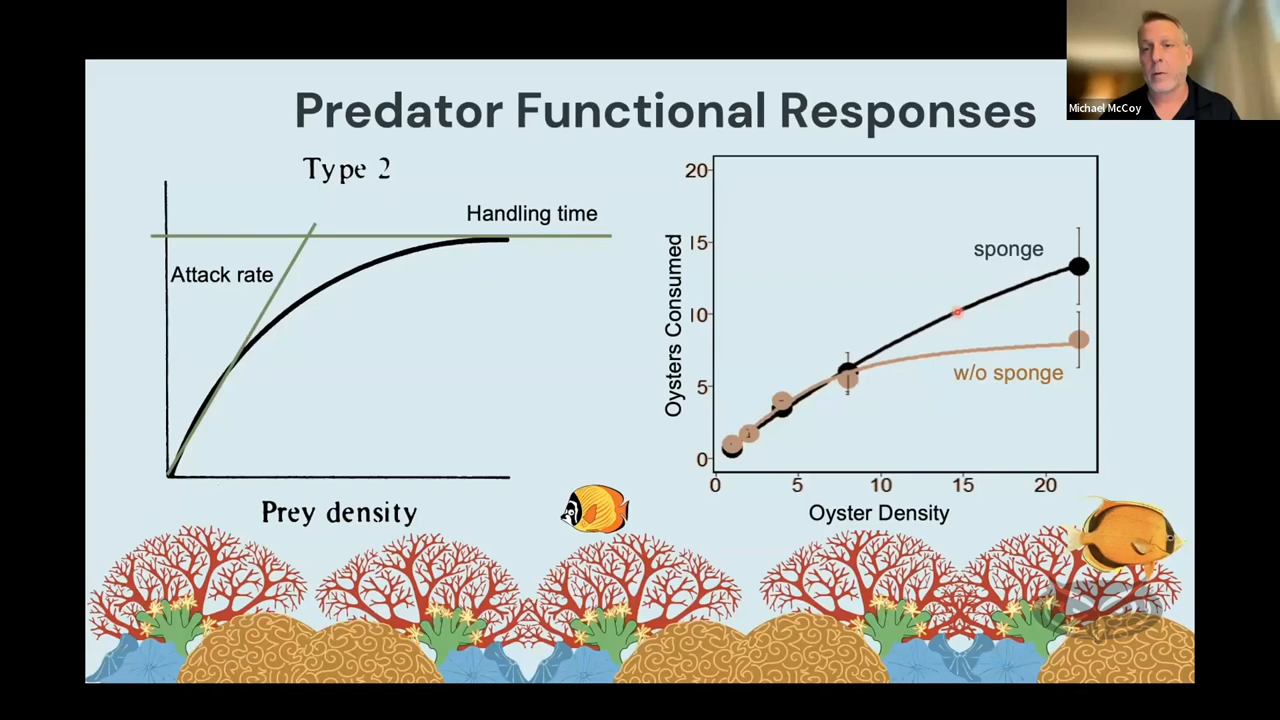 Predator Functional Responses
Michael McCoy
Type 2
Handling time
Attack rate
Prey density
Oysters Consumed
20
15
10
5
0
sponge
w/o sponge
0 5 10 15 20
Oyster Density